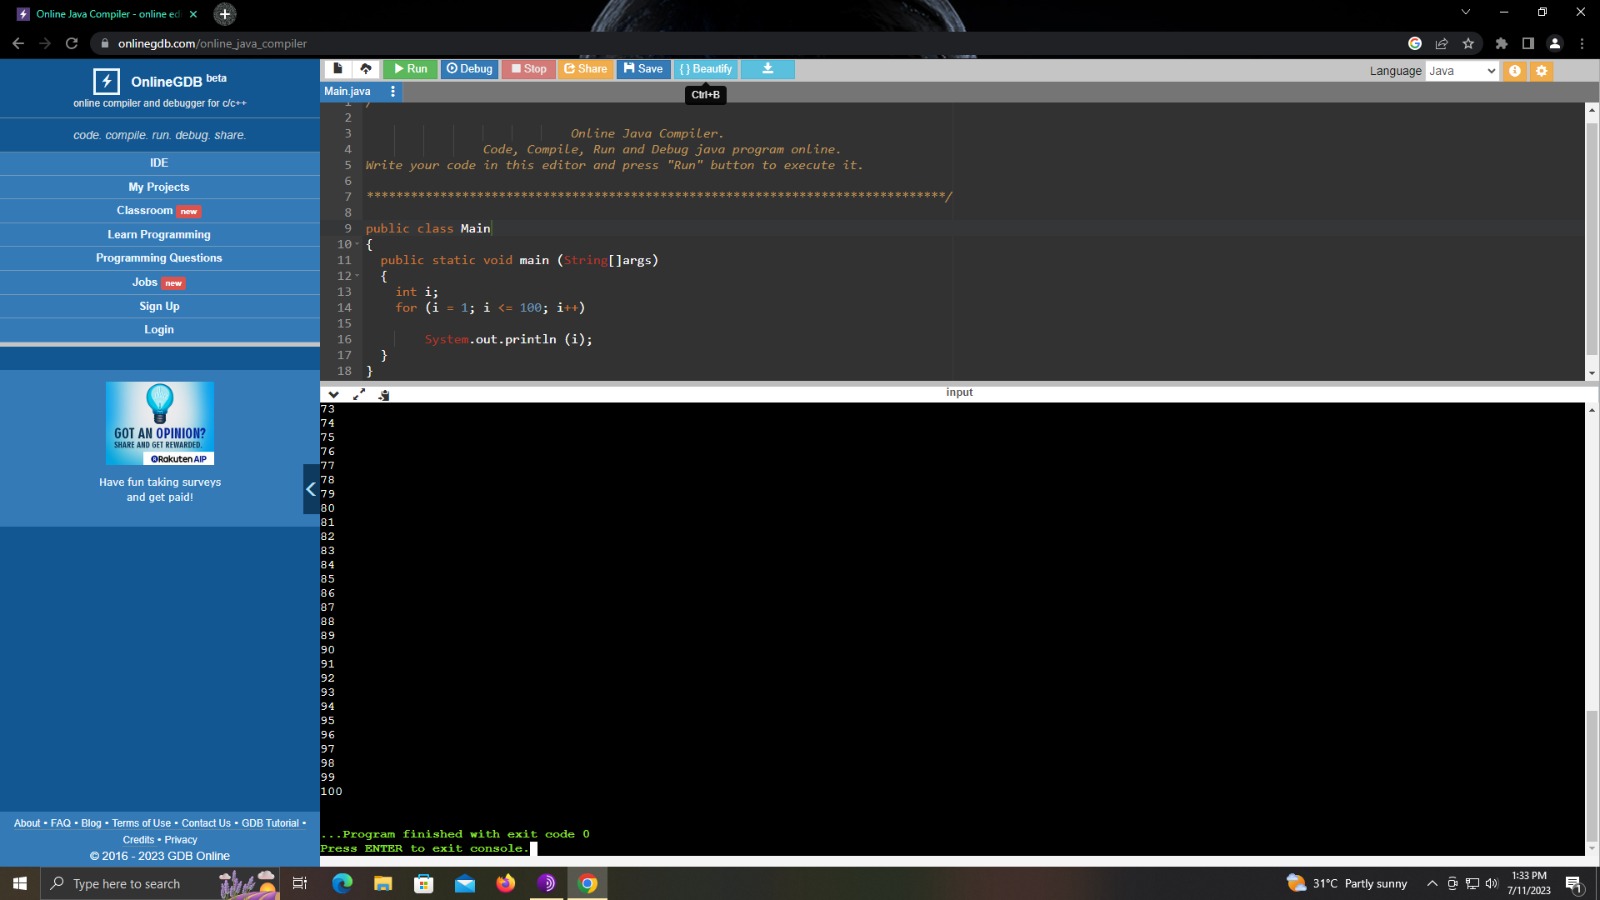 Online Java Compiler - online ed
onlinegdb.com/online_java_compiler
OnlineGDB beta
online compiler and debugger for c/c++
code. compile. run. debug. share.
IDE
My Projects
Classroom new
Learn Programming
Programming Questions
Jobs new
Sign Up
Login
GOT AN OPINION?
SHARE AND GET REWARDED.
Rakuten AIP
Have fun taking surveys
and get paid!
About • FAQ • Blog • Terms of Use • Contact Us • GDB Tutorial •
Credits • Privacy
© 2016 - 2023 GDB Online
Run Debug Stop Share Save { } Beautify
Language Java
Main.java
Ctrl+B
1 /
2
3 Online Java Compiler.
4 Code, Compile, Run and Debug java program online.
5 Write your code in this editor and press "Run" button to execute it.
6
7 *******************************************************************************/
8
9 public class Main
10 {
11 public static void main (String[]args)
12 {
13 int i;
14 for (i = 1; i <= 100; i++)
15
16 System.out.println (i);
17 }
18 }
input
73
74
75
76
77
78
79
80
81
82
83
84
85
86
87
88
89
90
91
92
93
94
95
96
97
98
99
100
...Program finished with exit code 0
Press ENTER to exit console.
Type here to search
31°C Partly sunny
1:33 PM
7/11/2023
1